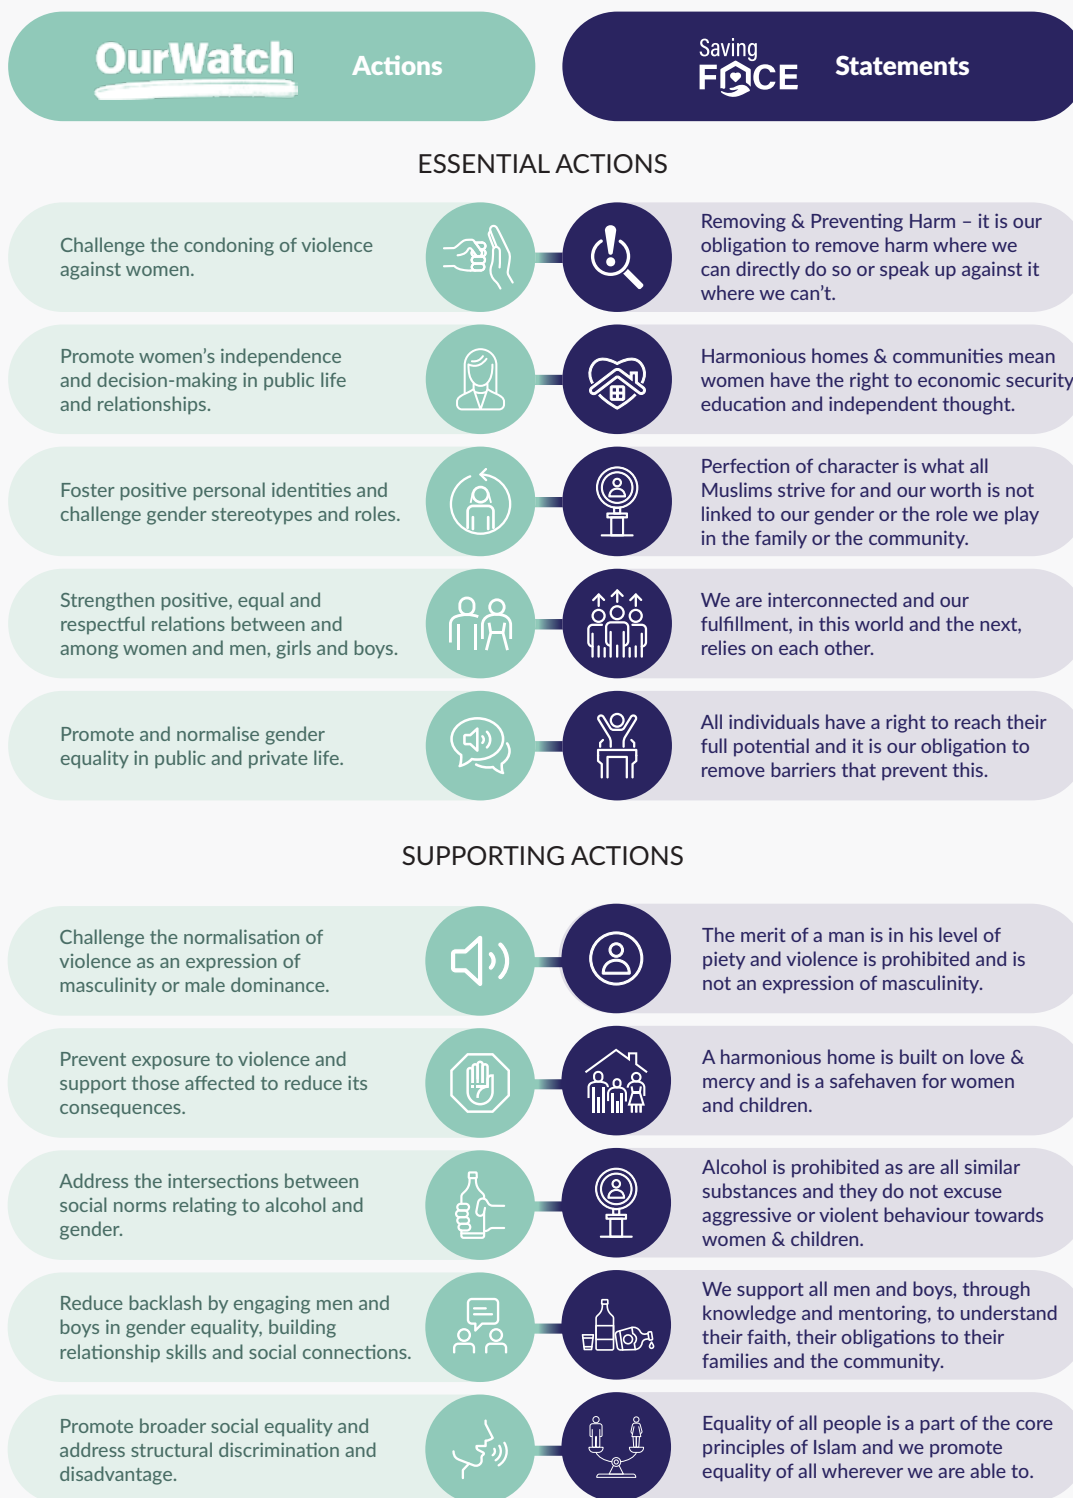 OurWatch Actions
Saving
FACE Statements
ESSENTIAL ACTIONS
Challenge the condoning of violence
against women.
Removing & Preventing Harm – it is our
obligation to remove harm where we
can directly do so or speak up against it
where we can't.
Promote women's independence
and decision-making in public life
and relationships.
Harmonious homes & communities mean
women have the right to economic security
education and independent thought.
Foster positive personal identities and
challenge gender stereotypes and roles.
Perfection of character is what all
Muslims strive for and our worth is not
linked to our gender or the role we play
in the family or the community.
Strengthen positive, equal and
respectful relations between and
among women and men, girls and boys.
We are interconnected and our
fulfillment, in this world and the next,
relies on each other.
Promote and normalise gender
equality in public and private life.
All individuals have a right to reach their
full potential and it is our obligation to
remove barriers that prevent this.
SUPPORTING ACTIONS
Challenge the normalisation of
violence as an expression of
masculinity or male dominance.
The merit of a man is in his level of
piety and violence is prohibited and is
not an expression of masculinity.
Prevent exposure to violence and
support those affected to reduce its
consequences.
A harmonious home is built on love &
mercy and is a safehaven for women
and children.
Address the intersections between
social norms relating to alcohol and
gender.
Alcohol is prohibited as are all similar
substances and they do not excuse
aggressive or violent behaviour towards
women & children.
Reduce backlash by engaging men and
boys in gender equality, building
relationship skills and social connections.
We support all men and boys, through
knowledge and mentoring, to understand
their faith, their obligations to their
families and the community.
Promote broader social equality and
address structural discrimination and
disadvantage.
Equality of all people is a part of the core
principles of Islam and we promote
equality of all wherever we are able to.